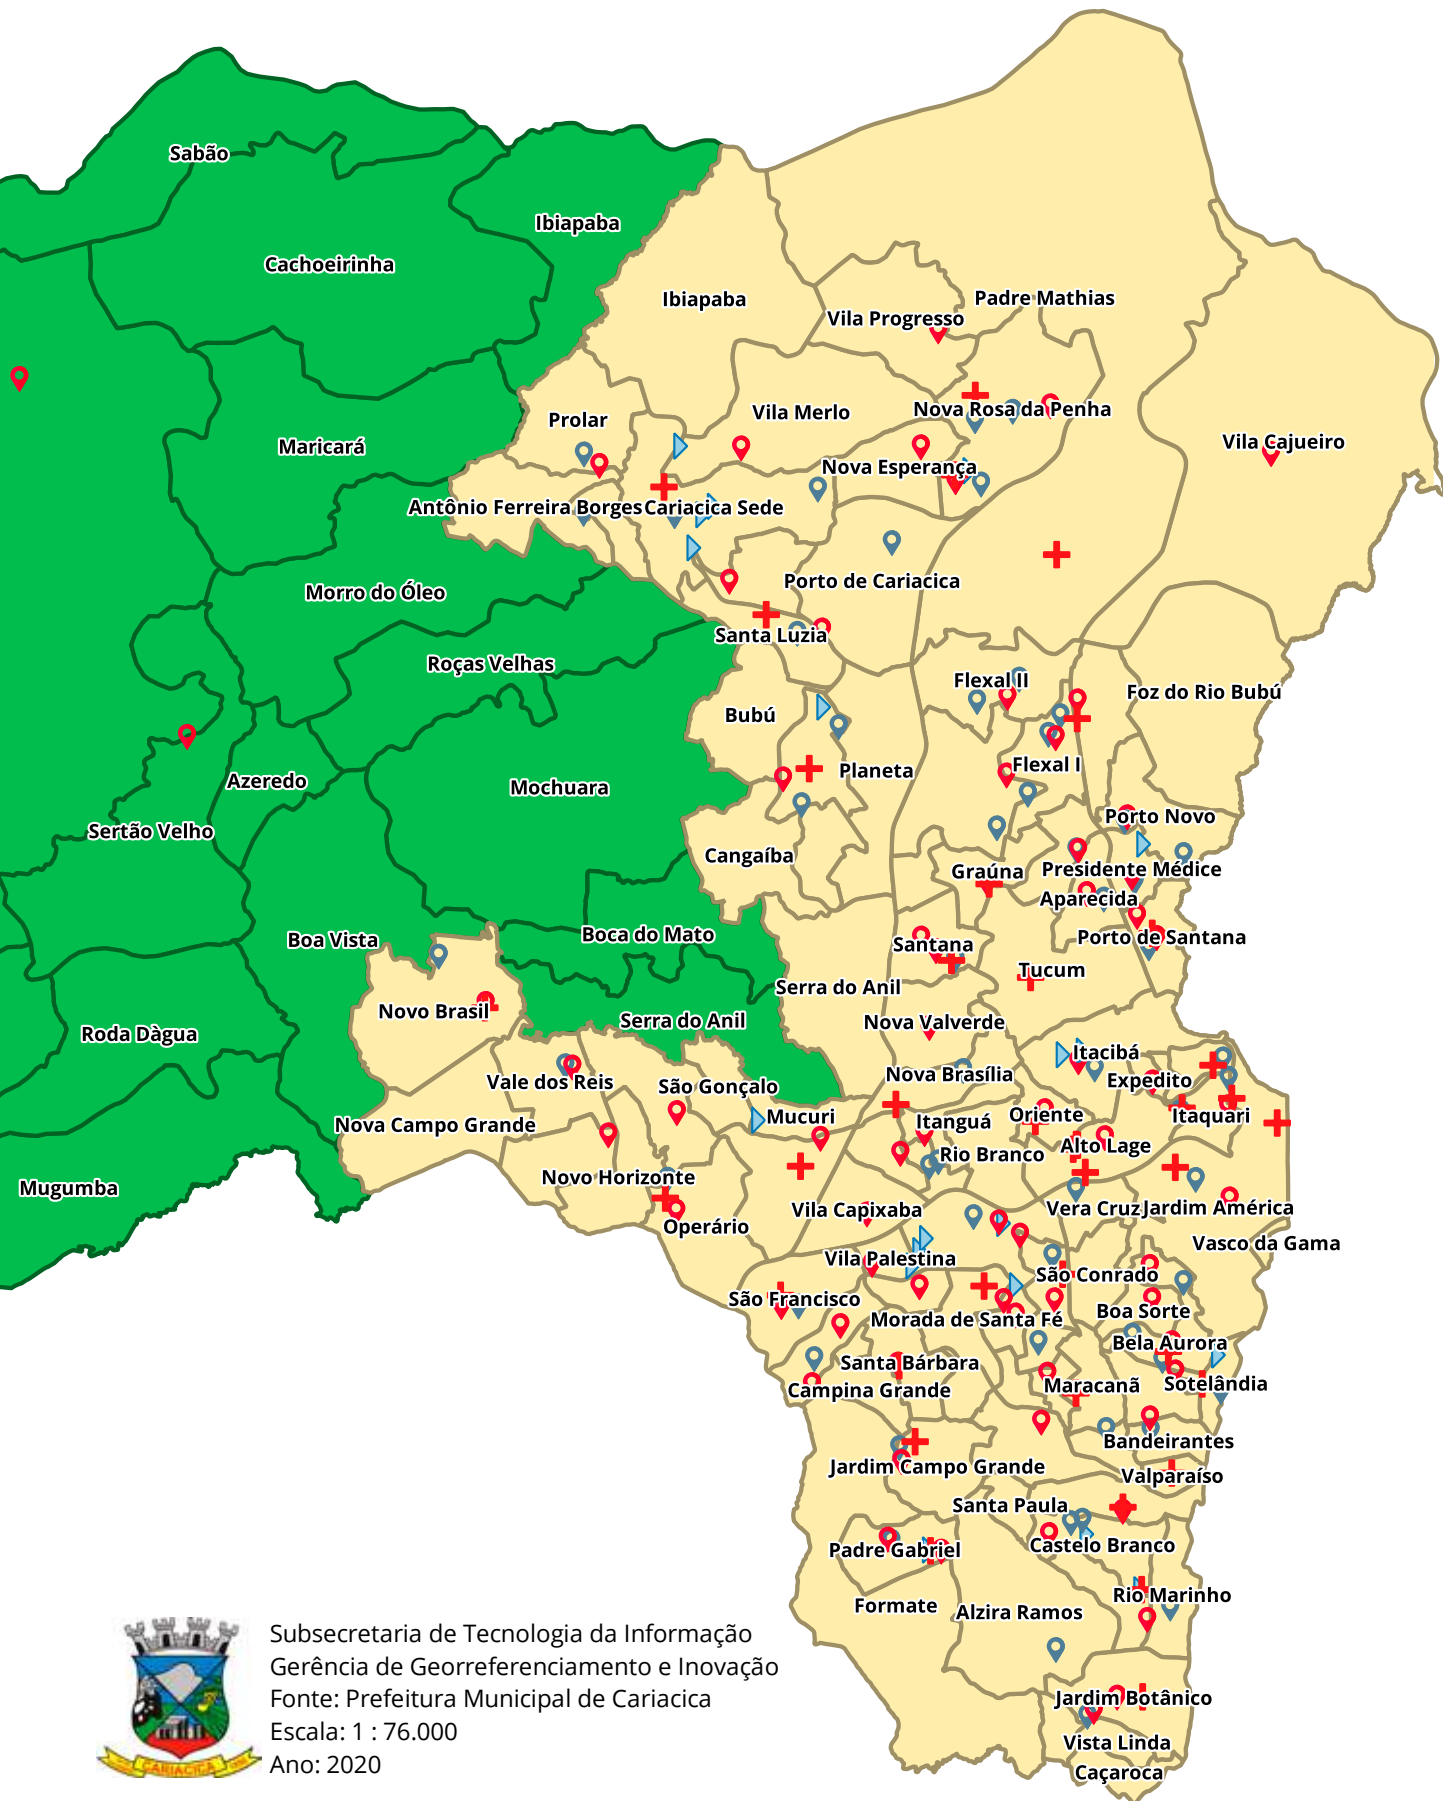 Sabão
Ibiapaba
Cachoeirinha
Ibiapaba
Padre Mathias
Vila Progresso
Prolar
Vila Merlo
Nova Rosa da Penha
Maricará
Vila Cajueiro
Nova Esperança
Antônio Ferreira Borges
Cariacica Sede
Porto de Cariacica
Morro do Óleo
Santa Luzia
Roças Velhas
Flexal II
Foz do Rio Bubú
Bubú
Flexal I
Planeta
Azeredo
Mochuara
Porto Novo
Sertão Velho
Cangaíba
Graúna
Presidente Médice
Aparecida
Boa Vista
Boca do Mato
Santana
Porto de Santana
Tucum
Serra do Anil
Novo Brasil
Serra do Anil
Nova Valverde
Roda Dàgua
Itacibá
Nova Brasília
Expedito
Vale dos Reis
São Gonçalo
Mucuri
Itanguá
Oriente
Itaquari
Nova Campo Grande
Rio Branco
Alto Lage
Novo Horizonte
Mugumba
Vila Capixaba
Vera Cruz
Jardim América
Operário
Vasco da Gama
Vila Palestina
São Conrado
São Francisco
Boa Sorte
Morada de Santa Fé
Bela Aurora
Santa Bárbara
Campina Grande
Maracanã
Sotelândia
Bandeirantes
Jardim Campo Grande
Valparaíso
Santa Paula
Padre Gabriel
Castelo Branco
Rio Marinho
Formate
Alzira Ramos
Jardim Botânico
Vista Linda
Caçaroca
Subsecretaria de Tecnologia da Informação
Gerência de Georreferenciamento e Inovação
Fonte: Prefeitura Municipal de Cariacica
Escala: 1 : 76.000
Ano: 2020
CARIACICA